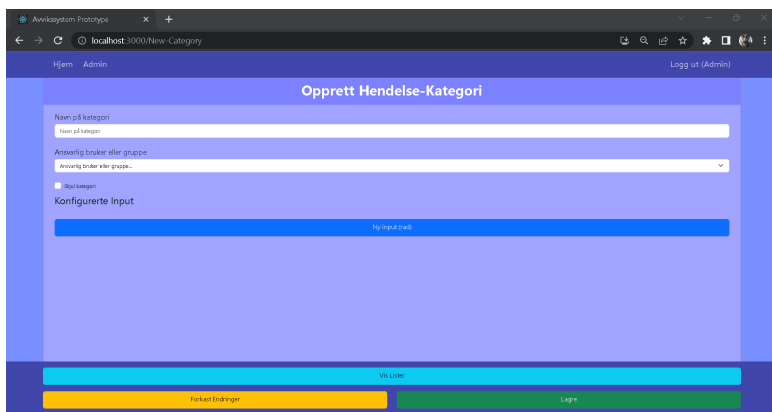 Avvikssystem Prototype
localhost:3000/New-Category
Hjem Admin Logg ut (Admin)
Opprett Hendelse-Kategori
Navn på kategori
Navn på kategori
Ansvarlig bruker eller gruppe
Ansvarlig bruker eller gruppe...
Skjul kategori
Konfigurerte Input
Ny input (rad)
Vis Lister
Forkast Endringer Lagre